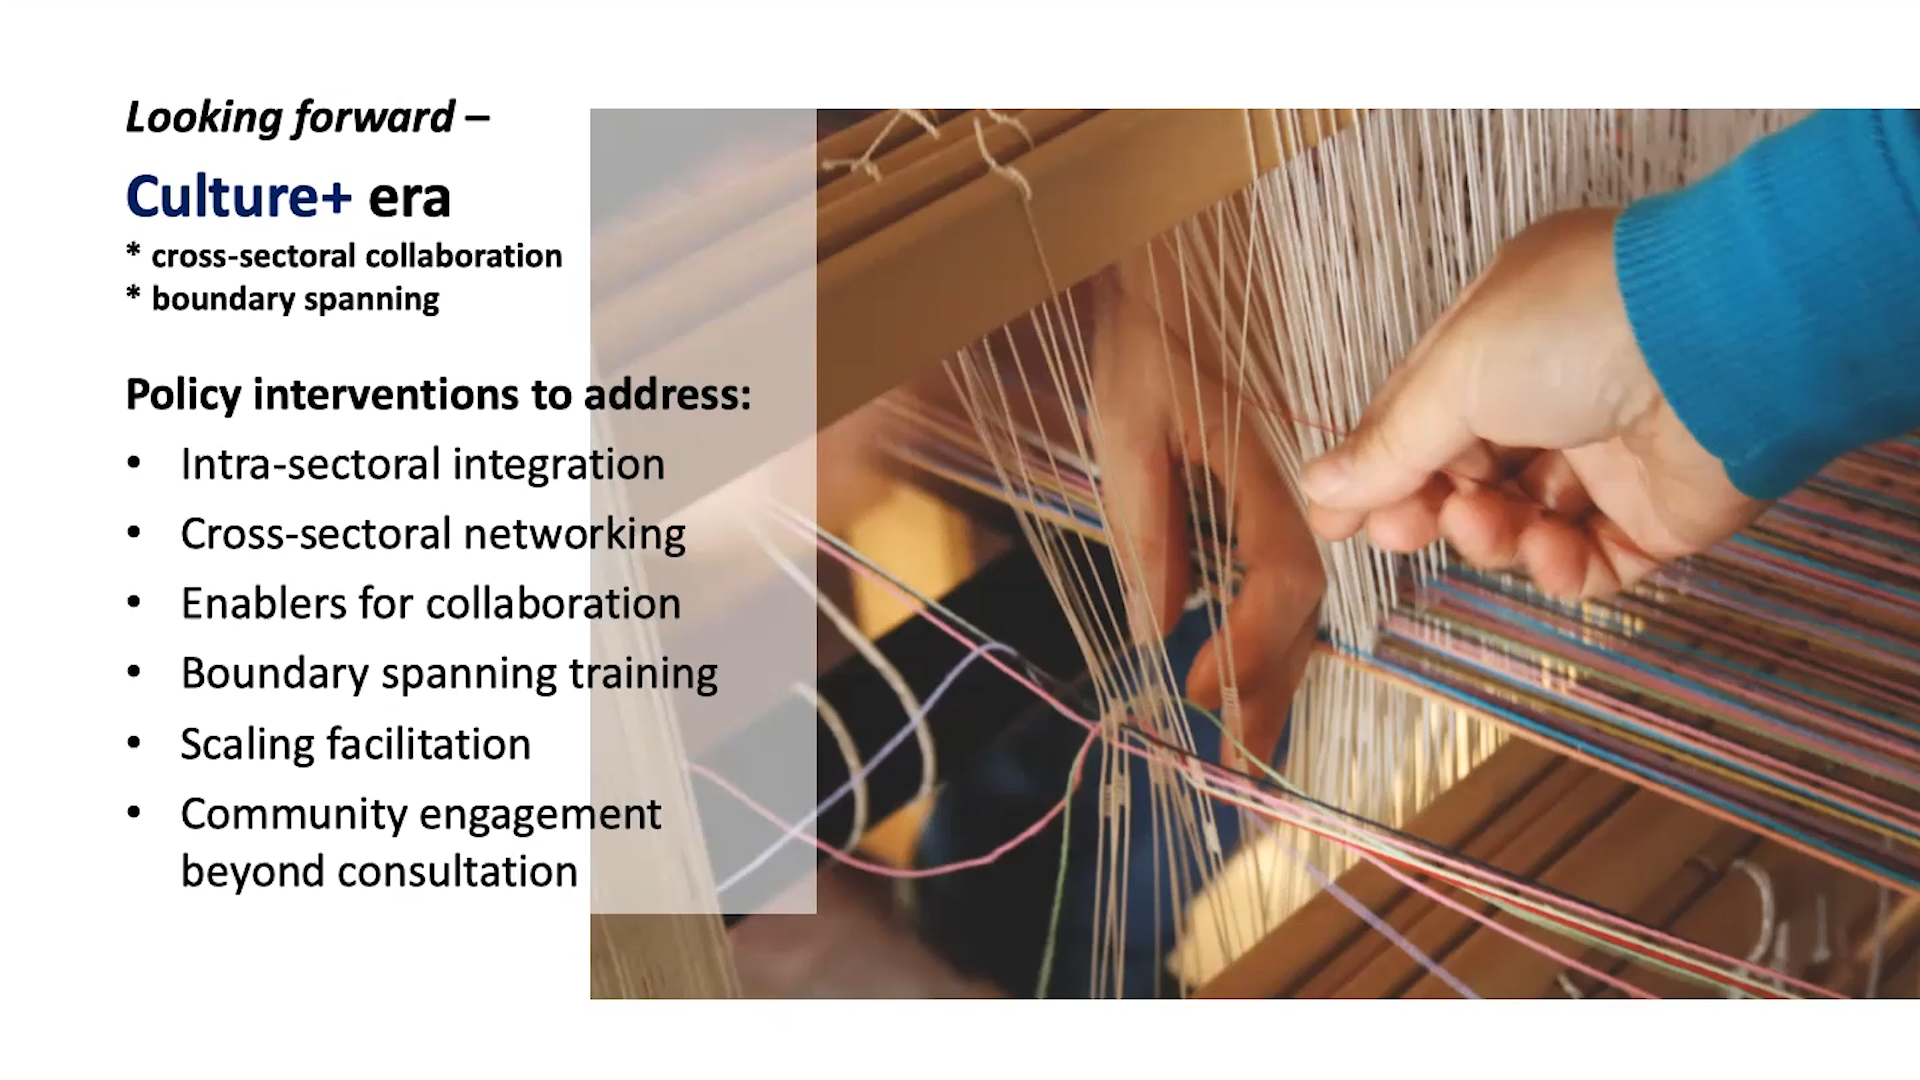 Looking forward –
Culture+ era
* cross-sectoral collaboration
* boundary spanning
Policy interventions to address:
• Intra-sectoral integration
• Cross-sectoral networking
• Enablers for collaboration
• Boundary spanning training
• Scaling facilitation
• Community engagement
beyond consultation